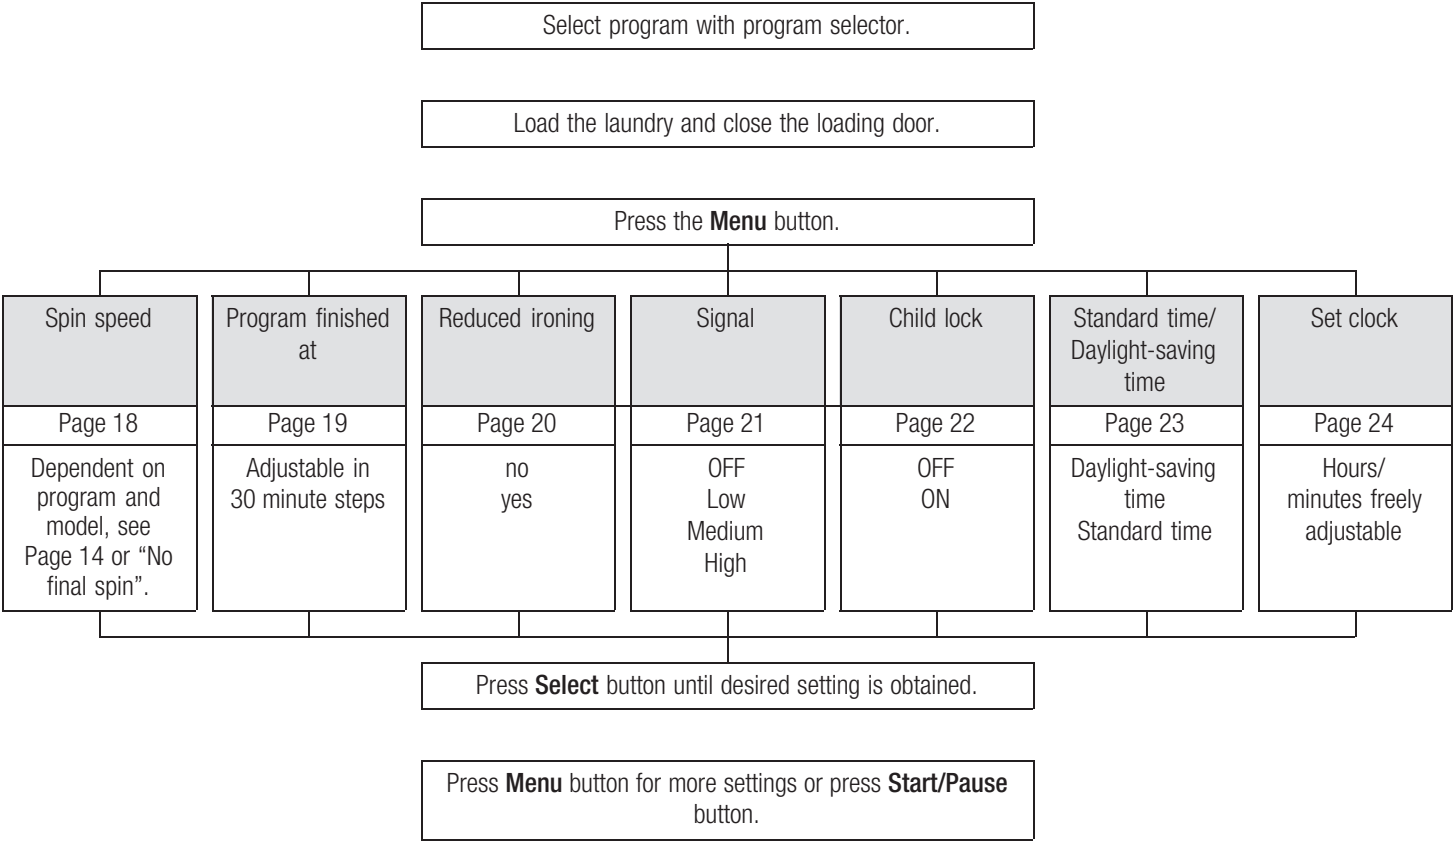 Select program with program selector.
Load the laundry and close the loading door.
Press the Menu button.
Spin speed
Page 18
Dependent on
program and
model, see
Page 14 or “No
final spin”.
Program finished
at
Page 19
Adjustable in
30 minute steps
Reduced ironing
Page 20
no
yes
Signal
Page 21
OFF
Low
Medium
High
Child lock
Page 22
OFF
ON
Standard time/
Daylight-saving
time
Page 23
Daylight-saving
time
Standard time
Set clock
Page 24
Hours/
minutes freely
adjustable
Press Select button until desired setting is obtained.
Press Menu button for more settings or press Start/Pause
button.